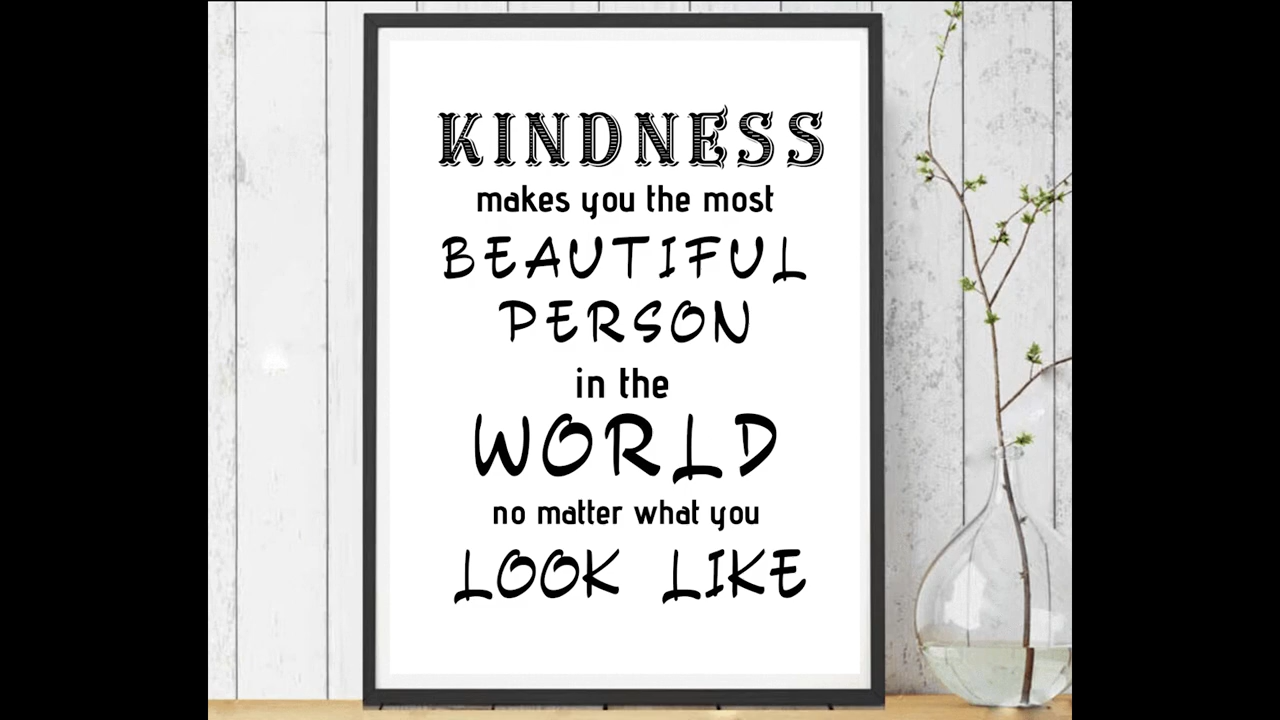 KINDNESS
makes you the most
BEAUTIFUL
PERSON
in the
WORLD
no matter what you
LOOK LIKE